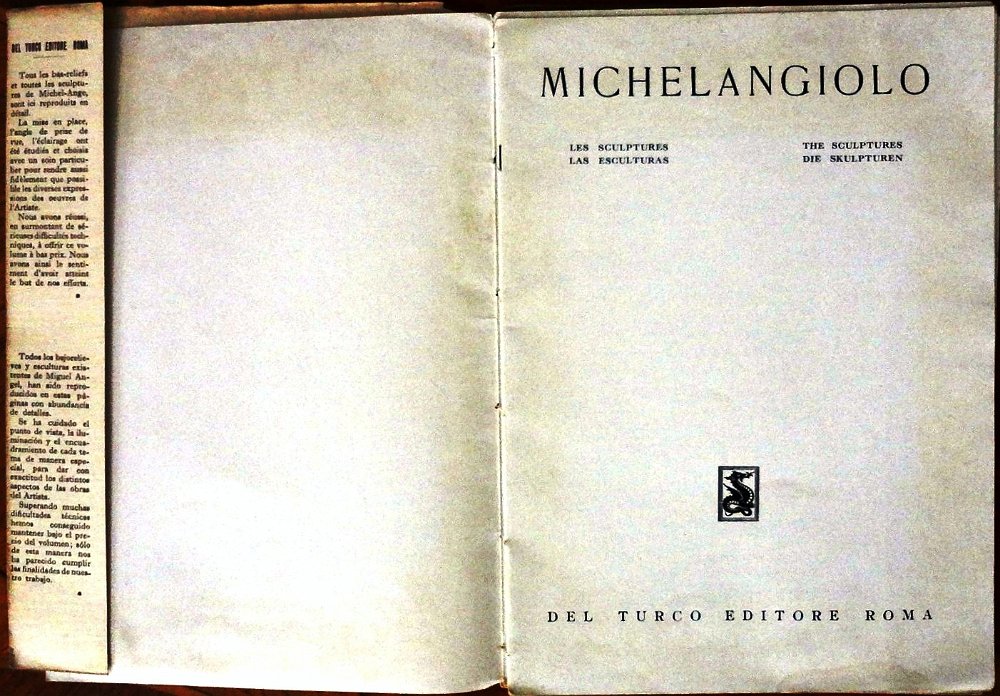 DEL TURCO EDITORE ROMA
Tous les bas-reliefs
et toutes les sculptu-
res de Michel-Ange,
sont ici reproduits en
détail.
La mise en place,
l'angle de prise de
vue, l'éclairage ont
été étudiés et choisis
avec un soin particu-
lier pour rendre aussi
fidèlement que possi-
ble les diverses expres-
sions des oeuvres de
l'Artiste.
Nous avons réussi,
en surmontant de sé-
rieuses difficultés tech-
niques, à offrir ce vo-
lume à bas prix. Nous
avons ainsi le senti-
ment d'avoir atteint
le but de nos efforts.
Todos los bajorelie-
ves y esculturas exis-
tentes de Miguel An-
gel, han sido repro-
ducidos en estas pá-
ginas con abundancia
de detalles.
Se ha cuidado el
punto de vista, la ilu-
minación y el encua-
dramiento de cada te-
ma de manera espe-
cial, para dar con
exactitud los distintos
aspectos de las obras
del Artista.
Superando muchas
dificultades técnicas
hemos conseguido
mantener bajo el pre-
cio del volumen; sólo
de esta manera nos
ha parecido cumplir
las finalidades de nues-
tro trabajo.
MICHELANGIOLO
LES SCULPTURES
LAS ESCULTURAS
THE SCULPTURES
DIE SKULPTUREN
DEL TURCO EDITORE ROMA